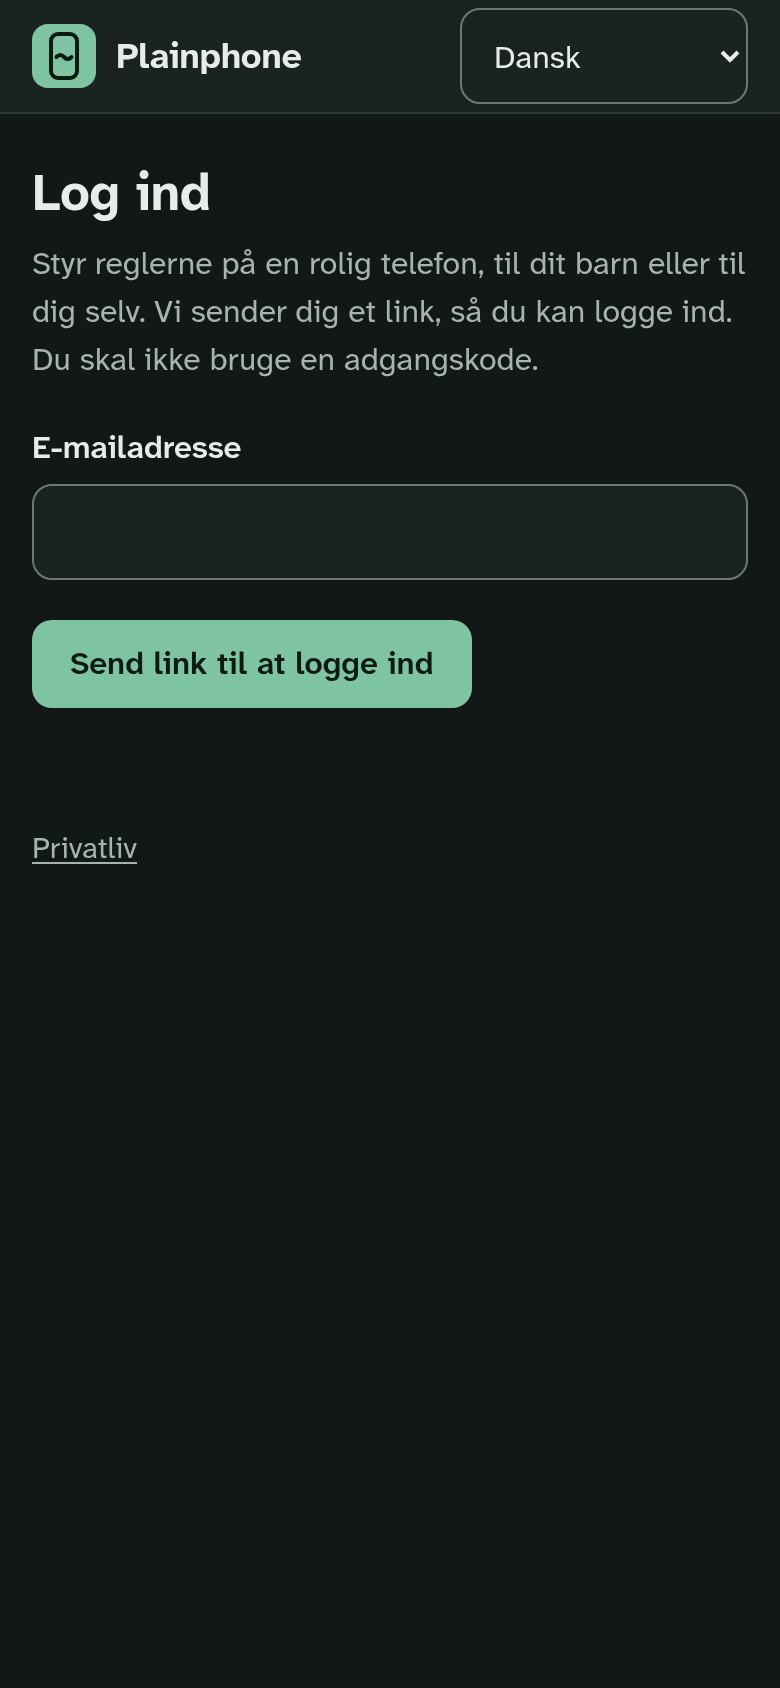 Plainphone
Dansk
Log ind
Styr reglerne på en rolig telefon, til dit barn eller til
dig selv. Vi sender dig et link, så du kan logge ind.
Du skal ikke bruge en adgangskode.
E-mailadresse
Send link til at logge ind
Privatliv